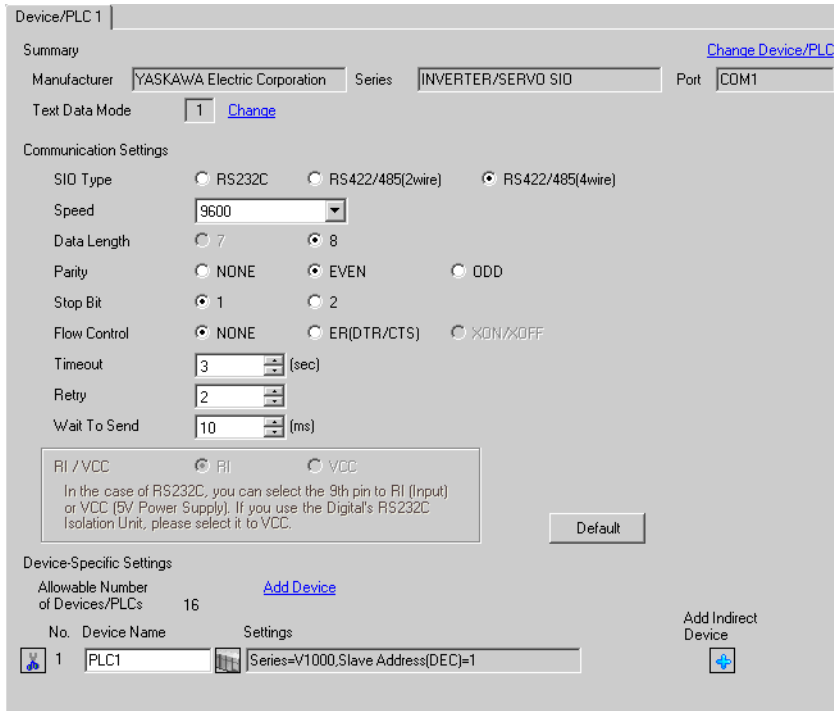 Device/PLC 1
Summary
Change Device/PLC
Manufacturer YASKAWA Electric Corporation Series INVERTER/SERVO SIO Port COM1
Text Data Mode 1 Change
Communication Settings
SIO Type RS232C RS422/485(2wire) RS422/485(4wire)
Speed 9600
Data Length 7 8
Parity NONE EVEN ODD
Stop Bit 1 2
Flow Control NONE ER(DTR/CTS) XON/XOFF
Timeout 3 (sec)
Retry 2
Wait To Send 10 (ms)
RI / VCC RI VCC
In the case of RS232C, you can select the 9th pin to RI (Input)
or VCC (5V Power Supply). If you use the Digital's RS232C
Isolation Unit, please select it to VCC.
Default
Device-Specific Settings
Allowable Number
of Devices/PLCs 16
Add Device
Add Indirect
Device
No. Device Name Settings
1 PLC1 Series=V1000,Slave Address(DEC)=1